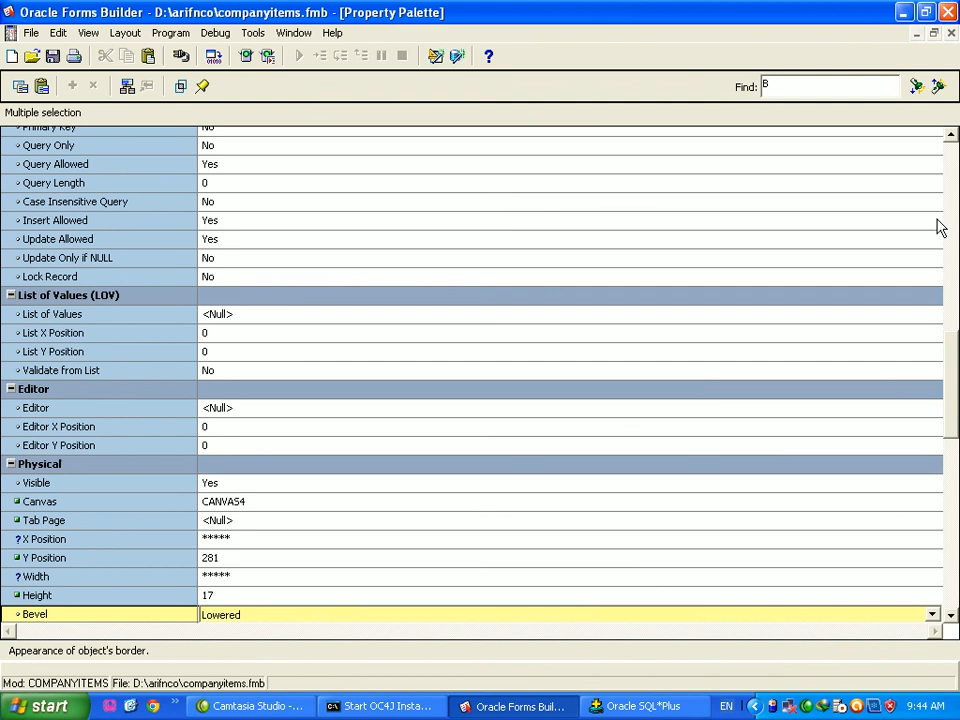 Oracle Forms Builder - D:\arifnco\companyitems.fmb - [Property Palette]
File Edit View Layout Program Debug Tools Window Help
Find: B
Multiple selection
Primary Key No
Query Only No
Query Allowed Yes
Query Length 0
Case Insensitive Query No
Insert Allowed Yes
Update Allowed Yes
Update Only if NULL No
Lock Record No
List of Values (LOV)
List of Values <Null>
List X Position 0
List Y Position 0
Validate from List No
Editor
Editor <Null>
Editor X Position 0
Editor Y Position 0
Physical
Visible Yes
Canvas CANVAS4
Tab Page <Null>
? X Position *****
Y Position 281
? Width *****
Height 17
Bevel Lowered
Appearance of object's border.
Mod: COMPANYITEMS File: D:\arifnco\companyitems.fmb
start » Camtasia Studio -... Start OC4J Insta... Oracle Forms Buil... Oracle SQL*Plus EN 9:44 AM